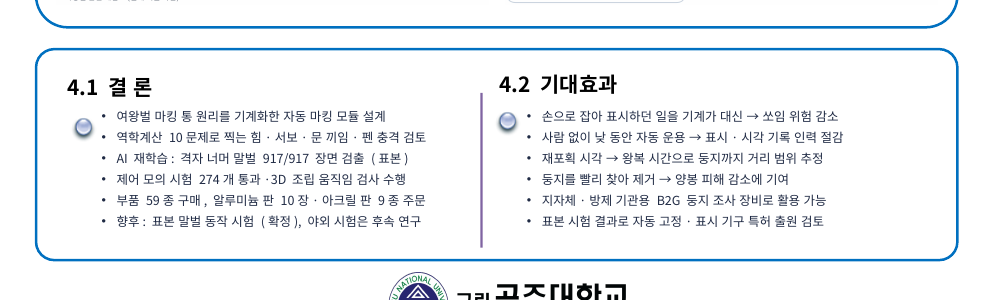 4.1 결 론
• 여왕벌 마킹 통 원리를 기계화한 자동 마킹 모듈 설계
• 역학계산 10 문제로 찍는 힘 · 서보 · 문 끼임 · 펜 충격 검토
• AI 재학습 : 격자 너머 말벌 917/917 장면 검출 ( 표본 )
• 제어 모의 시험 274 개 통과 ·3D 조립 움직임 검사 수행
• 부품 59 종 구매 , 알루미늄 판 10 장 · 아크릴 판 9 종 주문
• 향후 : 표본 말벌 동작 시험 ( 확정 ), 야외 시험은 후속 연구
4.2 기대효과
• 손으로 잡아 표시하던 일을 기계가 대신 → 쏘임 위험 감소
• 사람 없이 낮 동안 자동 운용 → 표시 · 시각 기록 인력 절감
• 재포획 시각 → 왕복 시간으로 둥지까지 거리 범위 추정
• 둥지를 빨리 찾아 제거 → 양봉 피해 감소에 기여
• 지자체 · 방제 기관용 B2G 둥지 조사 장비로 활용 가능
• 표본 시험 결과로 자동 고정 · 표시 기구 특허 출원 검토
NATIONAL
국립 공주대학교